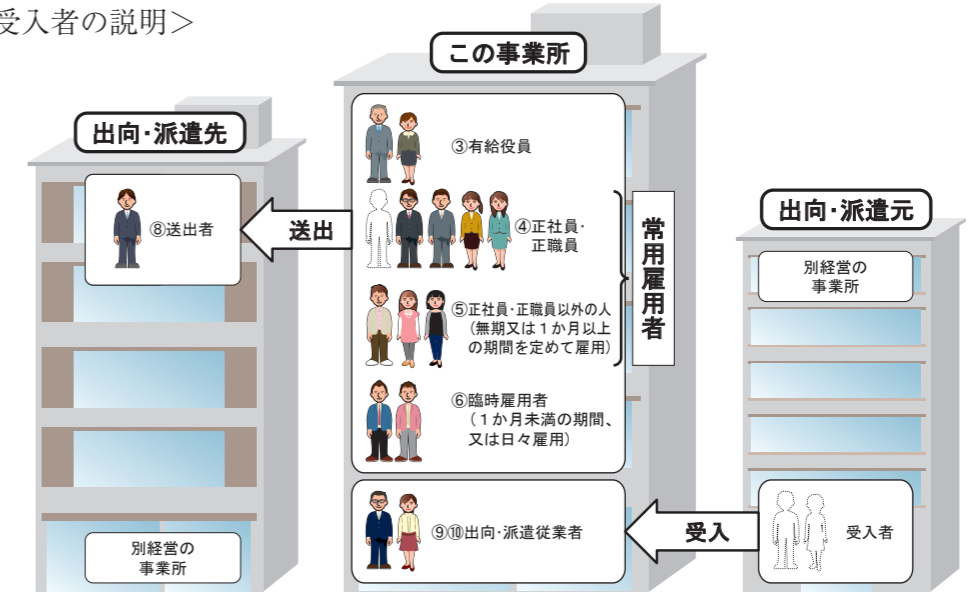 受入者の説明＞
この事業所
出向・派遣先
⑧送出者
送出
別経営の
事業所
③有給役員
④正社員・
正職員
⑤正社員・正職員以外の人
（無期又は１か月以上
の期間を定めて雇用）
常用雇用者
⑥臨時雇用者
（１か月未満の期間、
又は日々雇用）
⑨⑩出向・派遣従業者
出向・派遣元
別経営の
事業所
受入
受入者